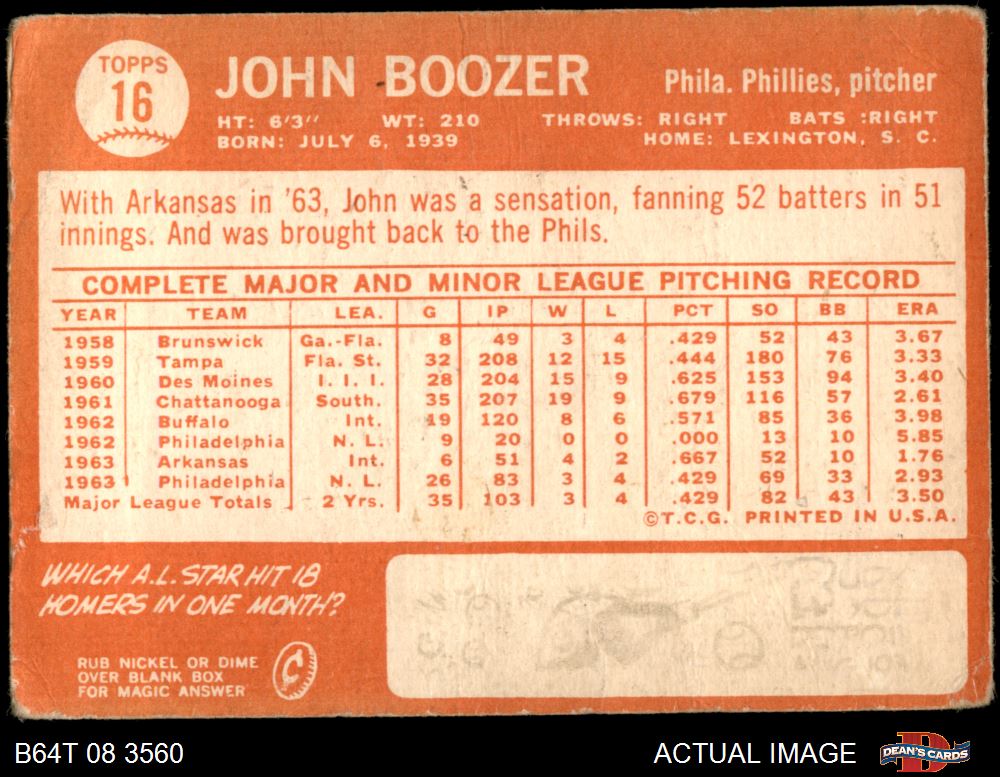 TOPPS
16
JOHN BOOZER
Phila. Phillies, pitcher
HT: 6'3" WT: 210 THROWS: RIGHT BATS :RIGHT
BORN: JULY 6, 1939 HOME: LEXINGTON, S. C.
With Arkansas in '63, John was a sensation, fanning 52 batters in 51
innings. And was brought back to the Phils.
COMPLETE MAJOR AND MINOR LEAGUE PITCHING RECORD
YEAR TEAM LEA. G IP W L PCT SO BB ERA
1958 Brunswick Ga.-Fla. 8 49 3 4 .429 52 43 3.67
1959 Tampa Fla. St. 32 208 12 15 .444 180 76 3.33
1960 Des Moines I. I. I. 28 204 15 9 .625 153 94 3.40
1961 Chattanooga South. 35 207 19 9 .679 116 57 2.61
1962 Buffalo Int. 19 120 8 6 .571 85 36 3.98
1962 Philadelphia N. L. 9 20 0 0 .000 13 10 5.85
1963 Arkansas Int. 6 51 4 2 .667 52 10 1.76
1963 Philadelphia N. L. 26 83 3 4 .429 69 33 2.93
Major League Totals 2 Yrs. 35 103 3 4 .429 82 43 3.50
©T.C.G. PRINTED IN U.S.A.
WHICH A.L. STAR HIT 18
HOMERS IN ONE MONTH?
RUB NICKEL OR DIME
OVER BLANK BOX
FOR MAGIC ANSWER
B64T 08 3560
ACTUAL IMAGE
DEAN'S CARDS